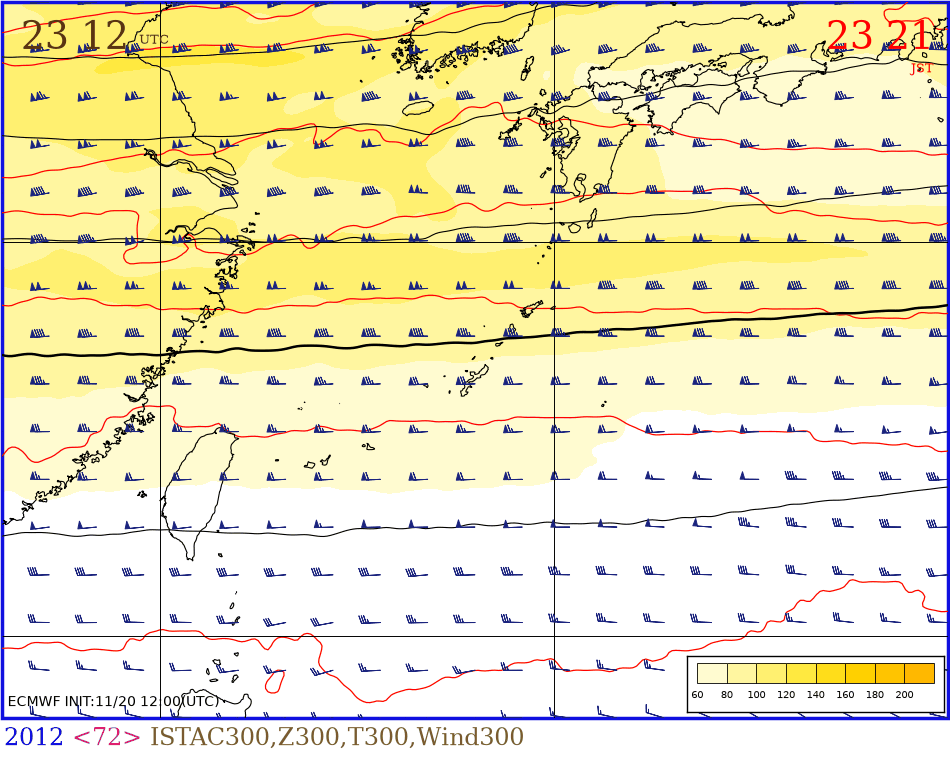 23 12 UTC
23 21
JST
ECMWF INIT:11/20 12:00(UTC)
60 80 100 120 140 160 180 200
2012 <72> ISTAC300,Z300,T300,Wind300